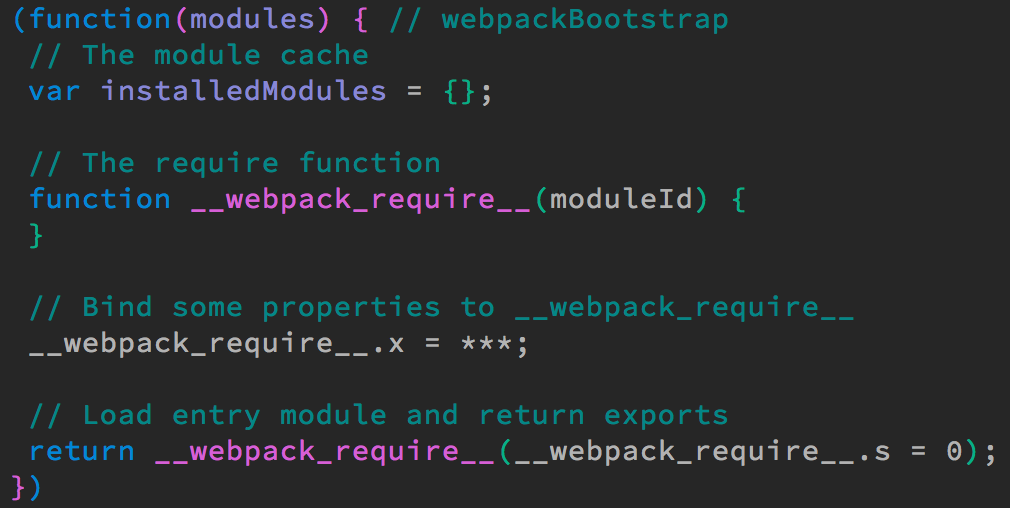 (function(modules) { // webpackBootstrap
// The module cache
var installedModules = {};
// The require function
function __webpack_require__(moduleId) {
}
// Bind some properties to __webpack_require__
__webpack_require__.x = ***;
// Load entry module and return exports
return __webpack_require__(__webpack_require__.s = 0);
})